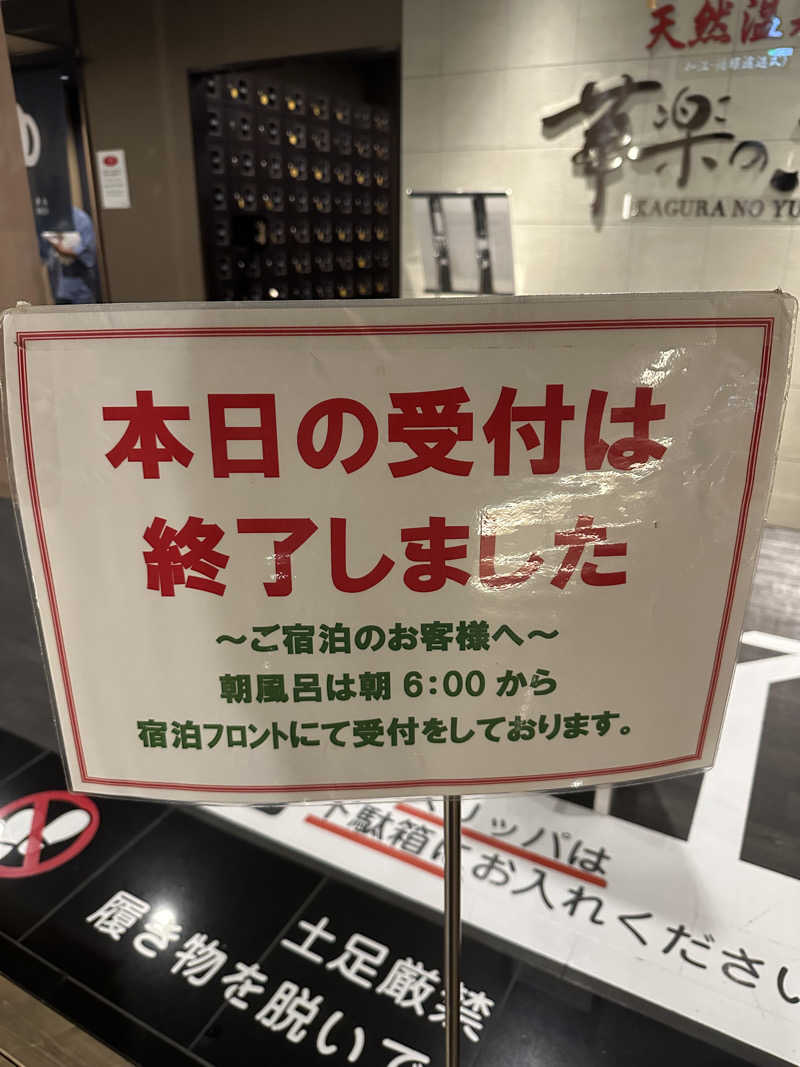 天然温
華楽の
KAGURA NO YU
本日の受付は
終了しました
～ご宿泊のお客様へ～
朝風呂は朝 6:00 から
宿泊フロントにて受付をしております。
リッパは
下駄箱にお入れください
土足厳禁
履き物を脱いで